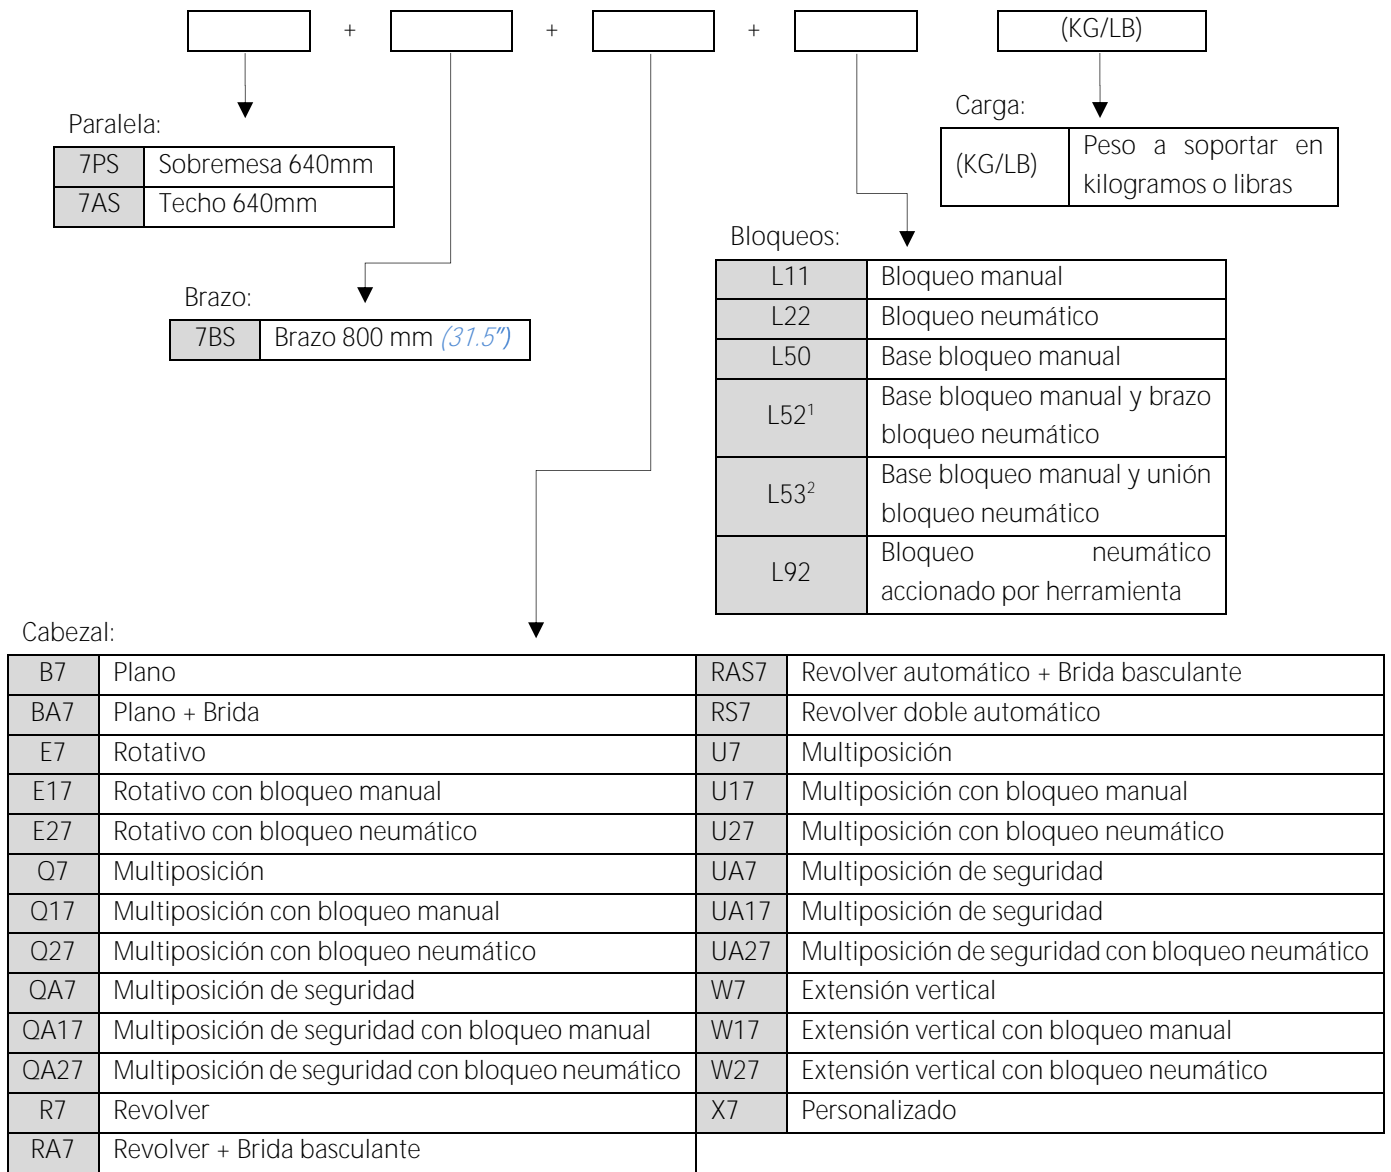 + + + (KG/LB)
Paralela:
7PS Sobremesa 640mm
7AS Techo 640mm
Carga:
(KG/LB) Peso a soportar en
kilogramos o libras
Brazo:
7BS Brazo 800 mm (31.5")
Bloqueos:
L11 Bloqueo manual
L22 Bloqueo neumático
L50 Base bloqueo manual
L52¹ Base bloqueo manual y brazo
bloqueo neumático
L53² Base bloqueo manual y unión
bloqueo neumático
L92 Bloqueo neumático
accionado por herramienta
Cabezal:
B7 Plano RAS7 Revolver automático + Brida basculante
BA7 Plano + Brida RS7 Revolver doble automático
E7 Rotativo U7 Multiposición
E17 Rotativo con bloqueo manual U17 Multiposición con bloqueo manual
E27 Rotativo con bloqueo neumático U27 Multiposición con bloqueo neumático
Q7 Multiposición UA7 Multiposición de seguridad
Q17 Multiposición con bloqueo manual UA17 Multiposición de seguridad
Q27 Multiposición con bloqueo neumático UA27 Multiposición de seguridad con bloqueo neumático
QA7 Multiposición de seguridad W7 Extensión vertical
QA17 Multiposición de seguridad con bloqueo manual W17 Extensión vertical con bloqueo manual
QA27 Multiposición de seguridad con bloqueo neumático W27 Extensión vertical con bloqueo neumático
R7 Revolver X7 Personalizado
RA7 Revolver + Brida basculante